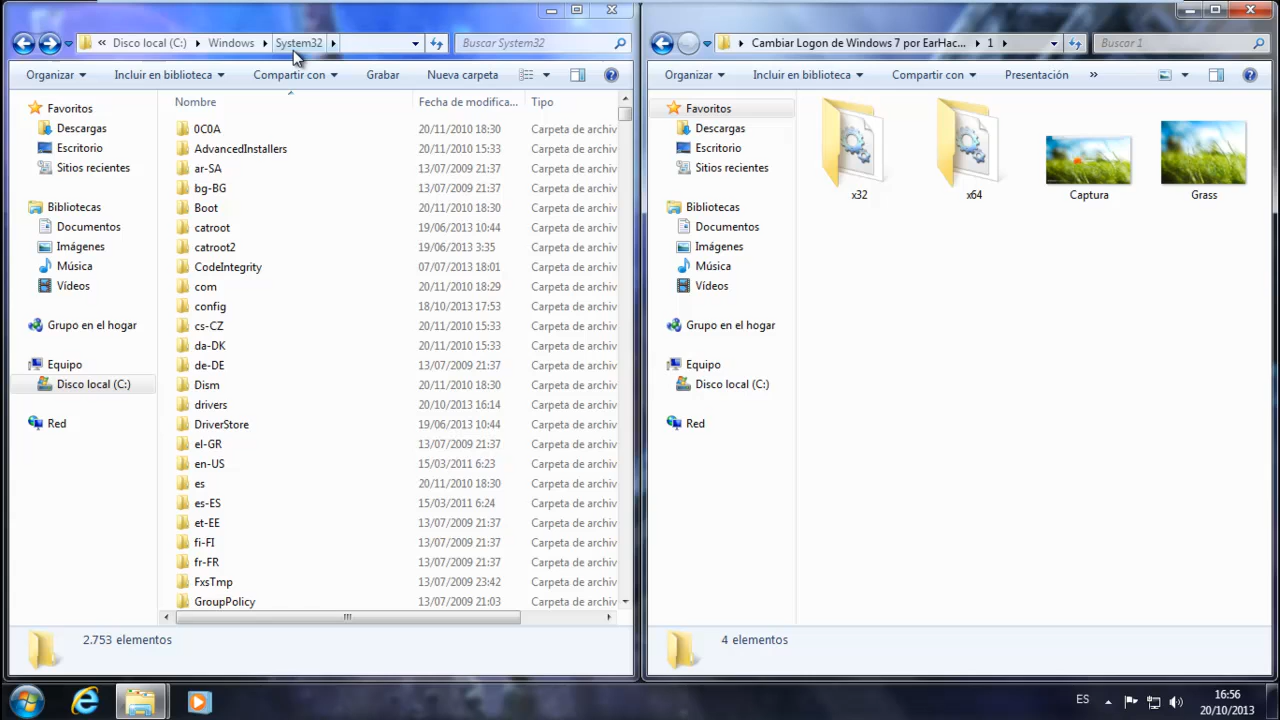 « Disco local (C:) Windows System32
Buscar System32
Organizar Incluir en biblioteca Compartir con Grabar Nueva carpeta
Favoritos
Descargas
Escritorio
Sitios recientes
Bibliotecas
Documentos
Imágenes
Música
Vídeos
Grupo en el hogar
Equipo
Disco local (C:)
Red
Nombre Fecha de modifica... Tipo
0C0A 20/11/2010 18:30 Carpeta de archiv
AdvancedInstallers 20/11/2010 15:33 Carpeta de archiv
ar-SA 13/07/2009 21:37 Carpeta de archiv
bg-BG 13/07/2009 21:37 Carpeta de archiv
Boot 20/11/2010 18:30 Carpeta de archiv
catroot 19/06/2013 10:44 Carpeta de archiv
catroot2 19/06/2013 3:35 Carpeta de archiv
CodeIntegrity 07/07/2013 18:01 Carpeta de archiv
com 20/11/2010 18:29 Carpeta de archiv
config 18/10/2013 17:53 Carpeta de archiv
cs-CZ 20/11/2010 15:33 Carpeta de archiv
da-DK 20/11/2010 15:33 Carpeta de archiv
de-DE 13/07/2009 21:37 Carpeta de archiv
Dism 20/11/2010 18:30 Carpeta de archiv
drivers 20/10/2013 16:14 Carpeta de archiv
DriverStore 19/06/2013 10:44 Carpeta de archiv
el-GR 13/07/2009 21:37 Carpeta de archiv
en-US 15/03/2011 6:23 Carpeta de archiv
es 20/11/2010 18:30 Carpeta de archiv
es-ES 15/03/2011 6:24 Carpeta de archiv
et-EE 13/07/2009 21:37 Carpeta de archiv
fi-FI 13/07/2009 21:37 Carpeta de archiv
fr-FR 13/07/2009 21:37 Carpeta de archiv
FxsTmp 13/07/2009 23:42 Carpeta de archiv
GroupPolicy 13/07/2009 21:03 Carpeta de archiv
2.753 elementos
Cambiar Logon de Windows 7 por EarHac... 1
Buscar 1
Organizar Incluir en biblioteca Compartir con Presentación »
Favoritos
Descargas
Escritorio
Sitios recientes
Bibliotecas
Documentos
Imágenes
Música
Vídeos
Grupo en el hogar
Equipo
Disco local (C:)
Red
x32 x64 Captura Grass
4 elementos
ES
16:56
20/10/2013